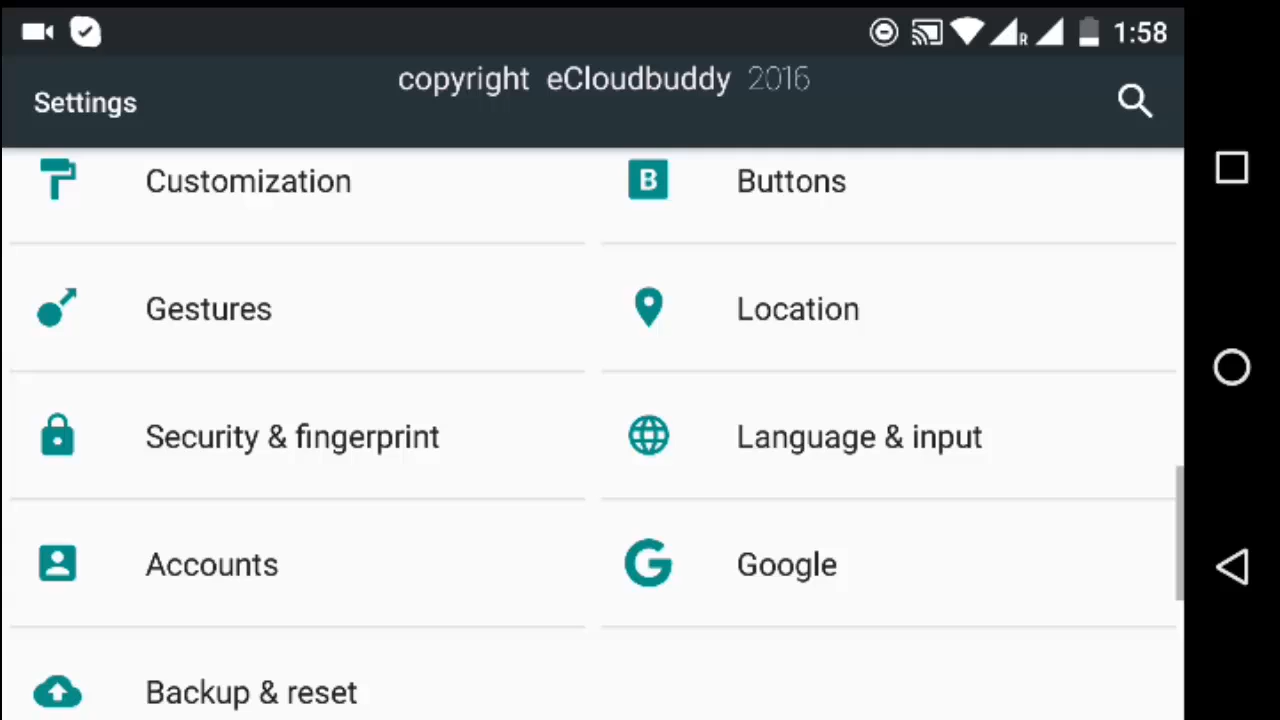 1:58
copyright eCloudbuddy 2016
Settings
Customization
B Buttons
Gestures
Location
Security & fingerprint
Language & input
Accounts
G Google
Backup & reset
R